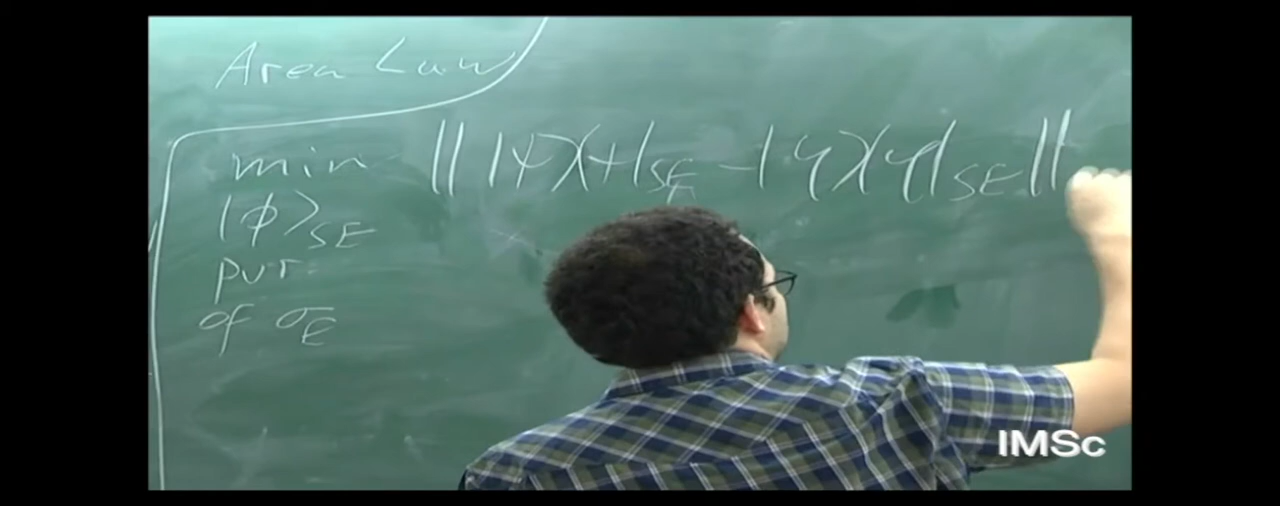 Area Law
min || |ψ⟩⟨ψ|_SE - |φ⟩⟨φ|_SE ||
|ϕ⟩_SE
pur.
of σ_E
IMSc